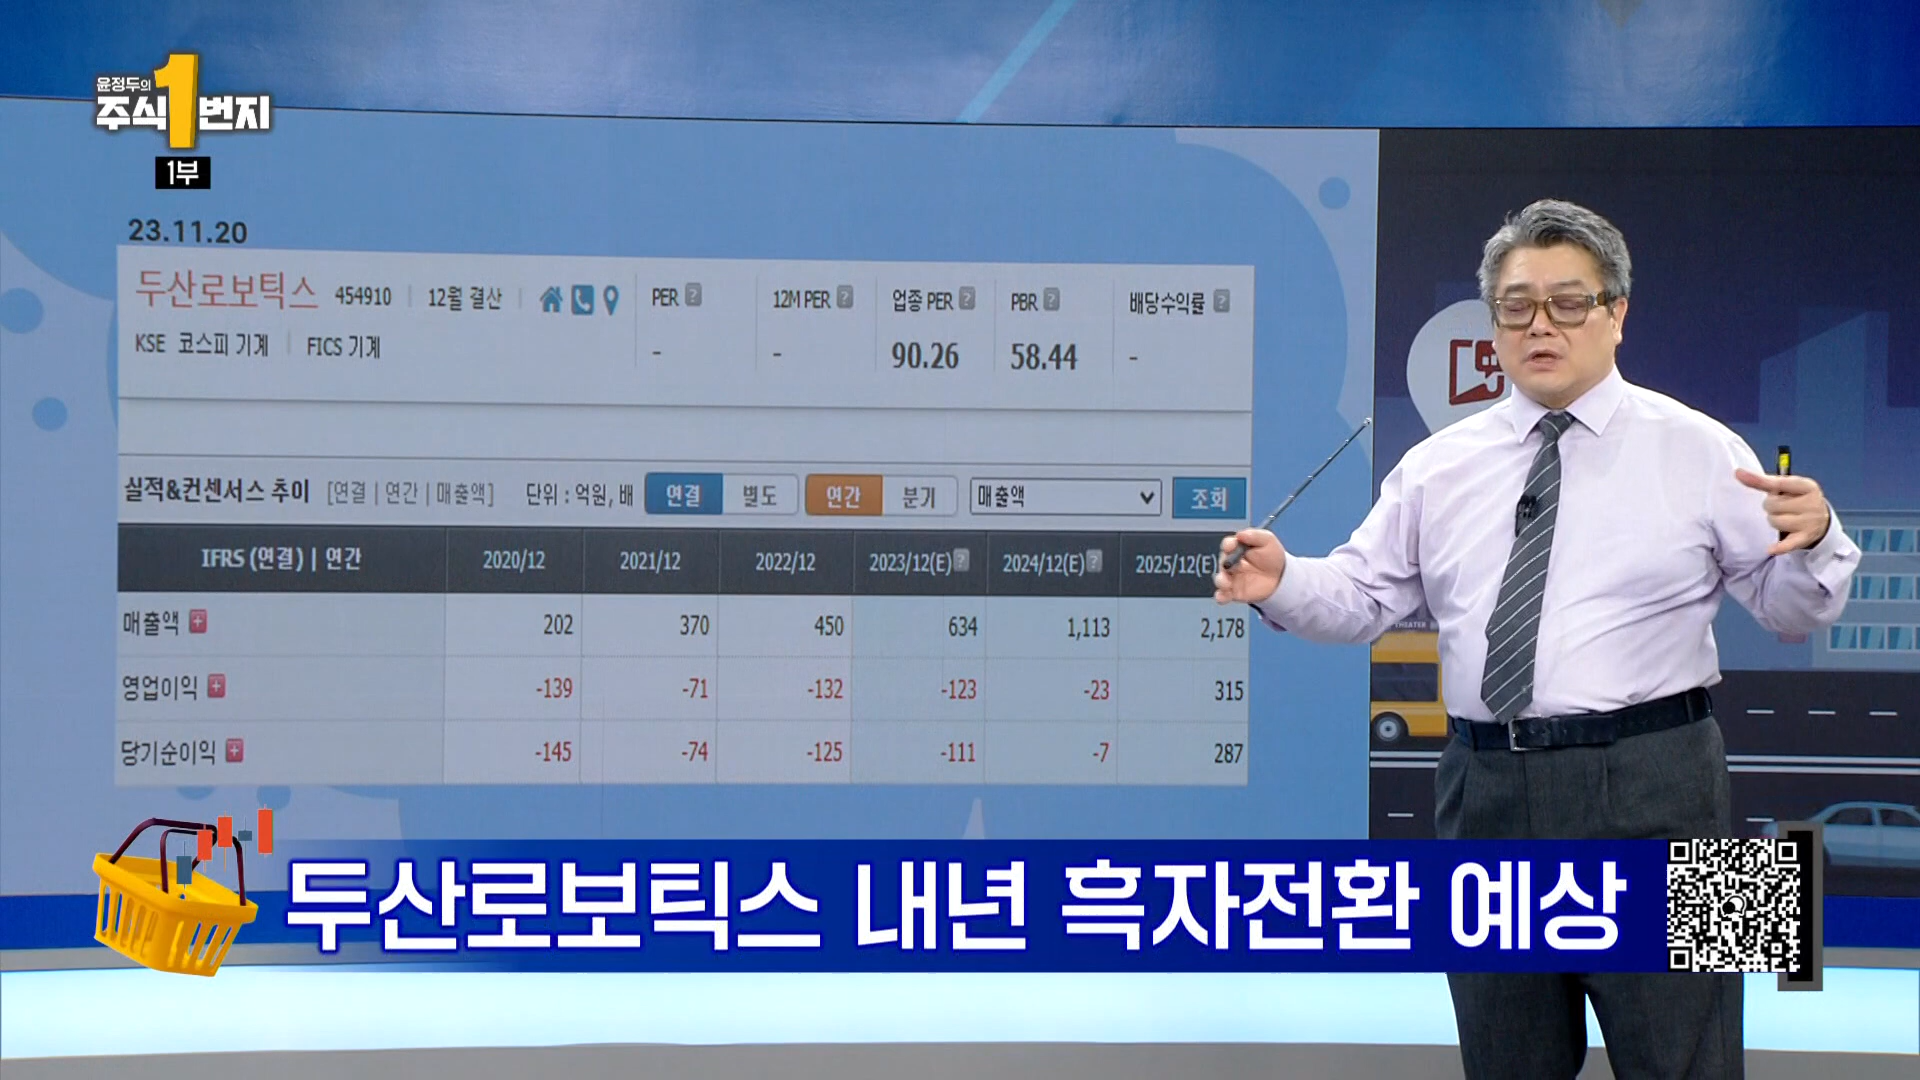 윤정두의
주식1번지
1부
23.11.20
두산로보틱스 454910 12월 결산
KSE 코스피 기계 FICS 기계
PER ? 12M PER ? 업종 PER ? PBR ? 배당수익률 ?
- - 90.26 58.44 -
실적&컨센서스 추이 [연결 | 연간 | 매출액] 단위 : 억원, 배 연결 별도 연간 분기 매출액 조회
IFRS (연결) | 연간 2020/12 2021/12 2022/12 2023/12(E) ? 2024/12(E) ? 2025/12(E)
매출액 + 202 370 450 634 1,113 2,178
영업이익 + -139 -71 -132 -123 -23 315
당기순이익 + -145 -74 -125 -111 -7 287
THEATER
두산로보틱스 내년 흑자전환 예상